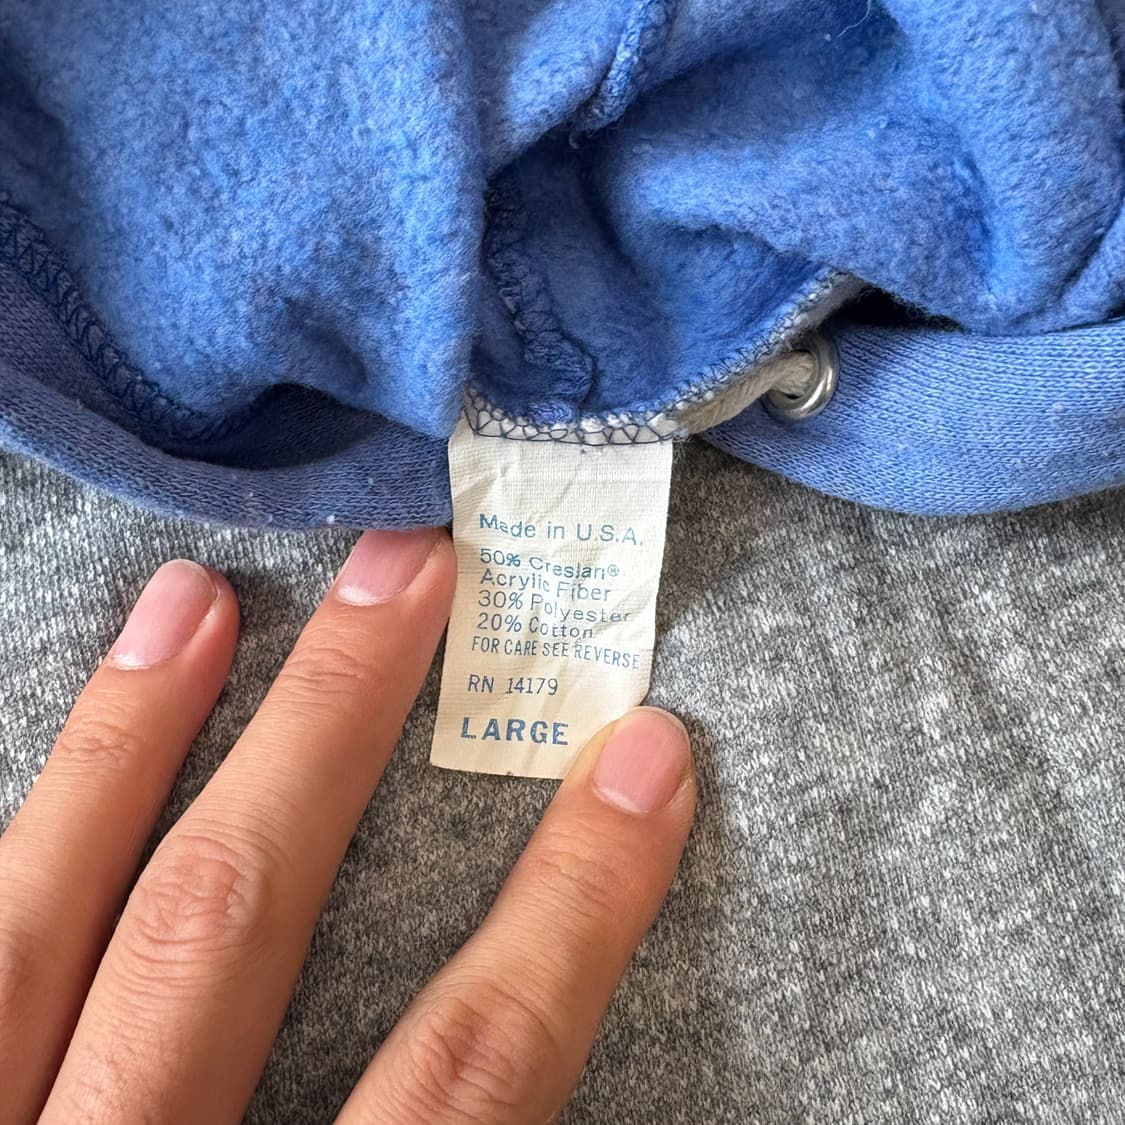 Made in U.S.A.
50% Creslan®
Acrylic Fiber
30% Polyester
20% Cotton
FOR CARE SEE REVERSE
RN 14179
LARGE